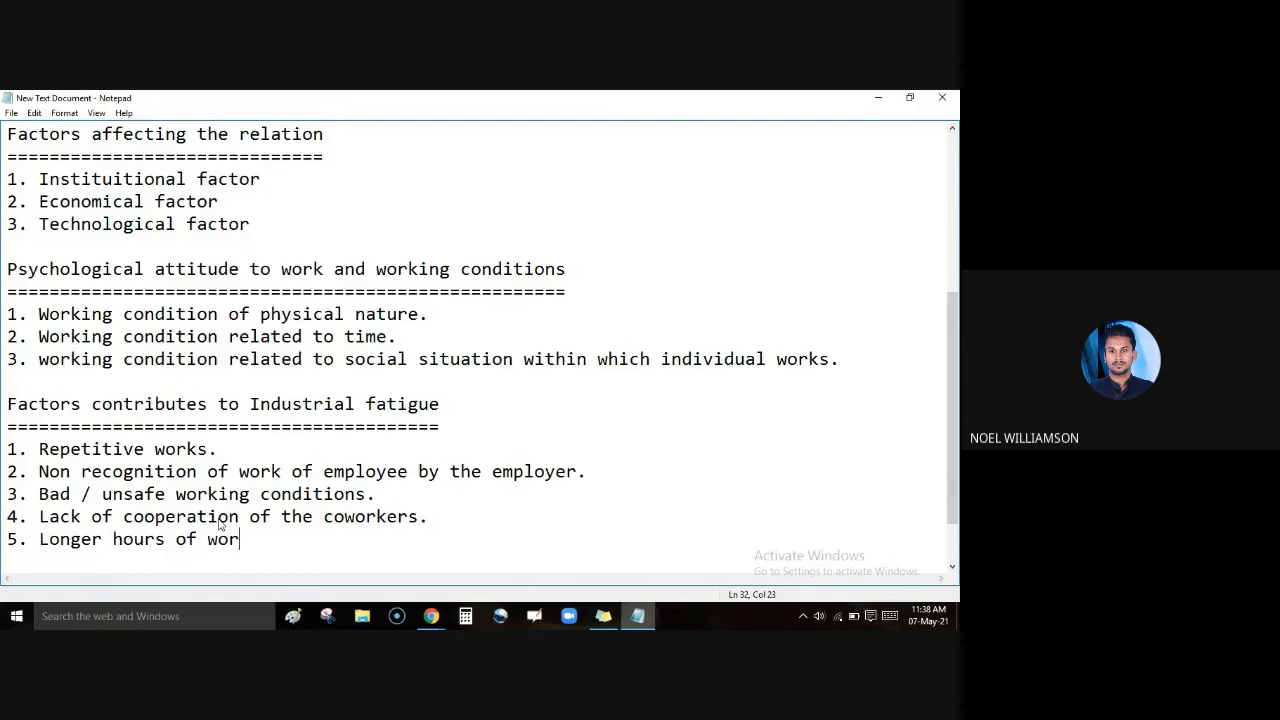 New Text Document - Notepad
File Edit Format View Help
Factors affecting the relation
==============================
1. Instituitional factor
2. Economical factor
3. Technological factor
Psychological attitude to work and working conditions
=====================================================
1. Working condition of physical nature.
2. Working condition related to time.
3. working condition related to social situation within which individual works.
Factors contributes to Industrial fatigue
=========================================
1. Repetitive works.
2. Non recognition of work of employee by the employer.
3. Bad / unsafe working conditions.
4. Lack of cooperation of the coworkers.
5. Longer hours of wor
Activate Windows
Go to Settings to activate Windows.
Ln 32, Col 23
Search the web and Windows
11:38 AM
07-May-21
NOEL WILLIAMSON